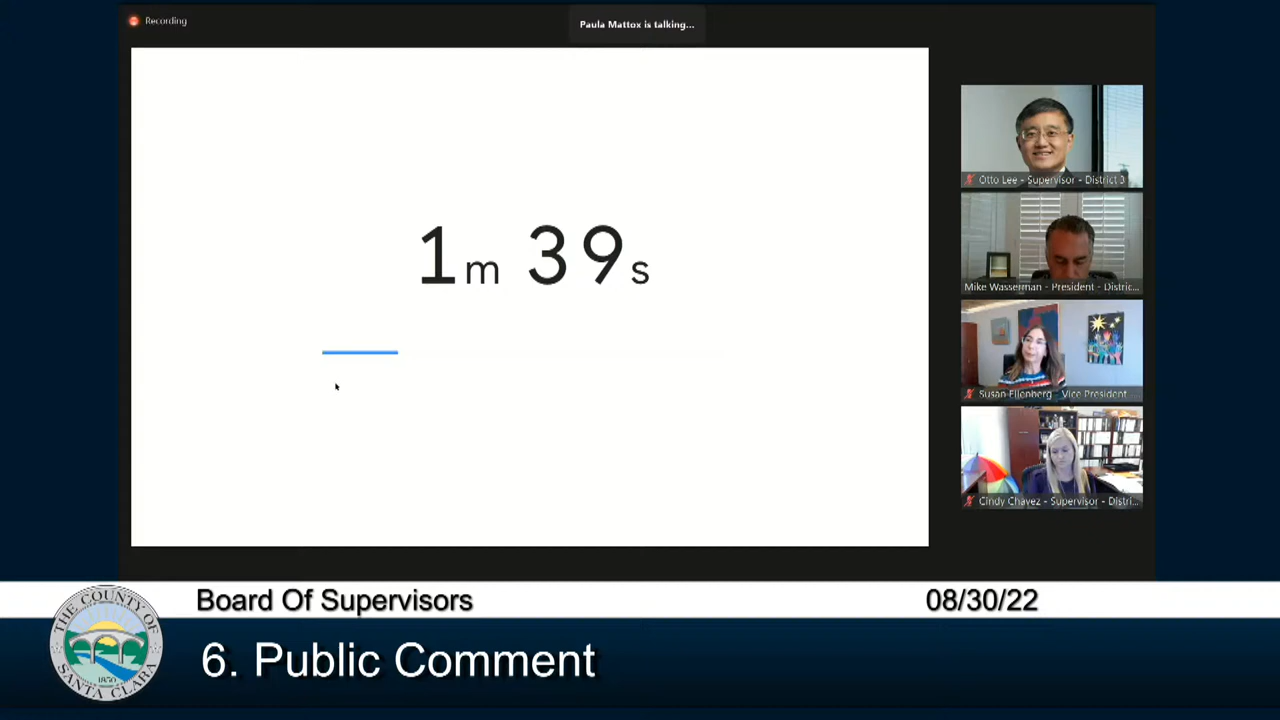 Recording
Paula Mattox is talking...
1m 39s
Otto Lee - Supervisor - District 3
Mike Wasserman - President - Distric...
Susan Ellenberg - Vice President -
Cindy Chavez - Supervisor - Distri...
Board Of Supervisors
08/30/22
6. Public Comment
THE COUNTY OF
SANTA CLARA
1850